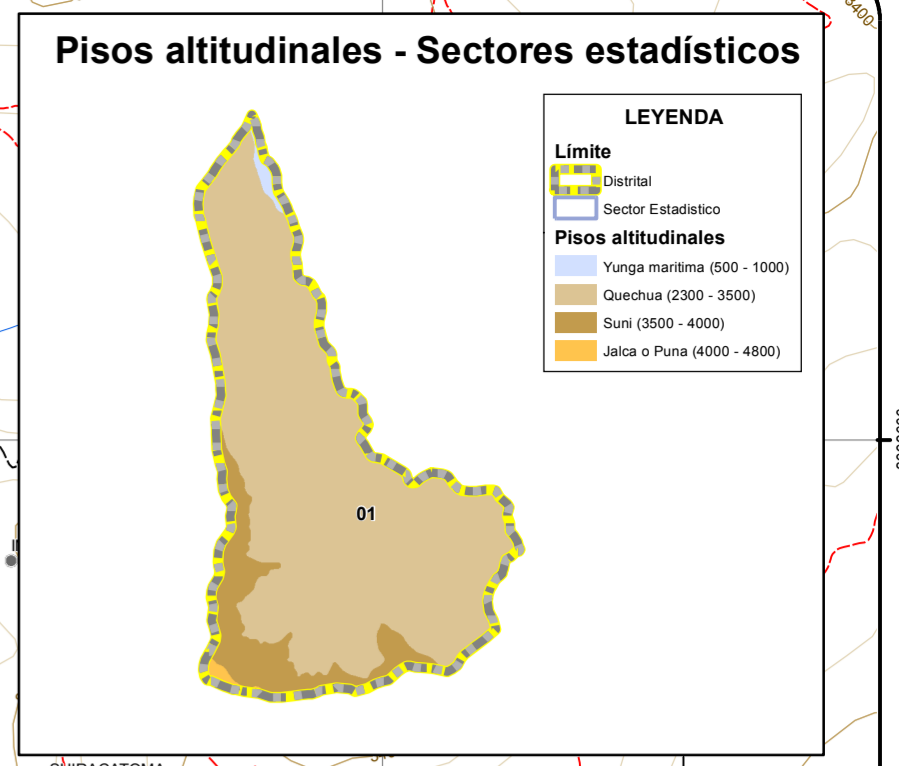 3400
Pisos altitudinales - Sectores estadísticos
LEYENDA
Límite
Distrital
Sector Estadistico
Pisos altitudinales
Yunga maritima (500 - 1000)
Quechua (2300 - 3500)
Suni (3500 - 4000)
Jalca o Puna (4000 - 4800)
01